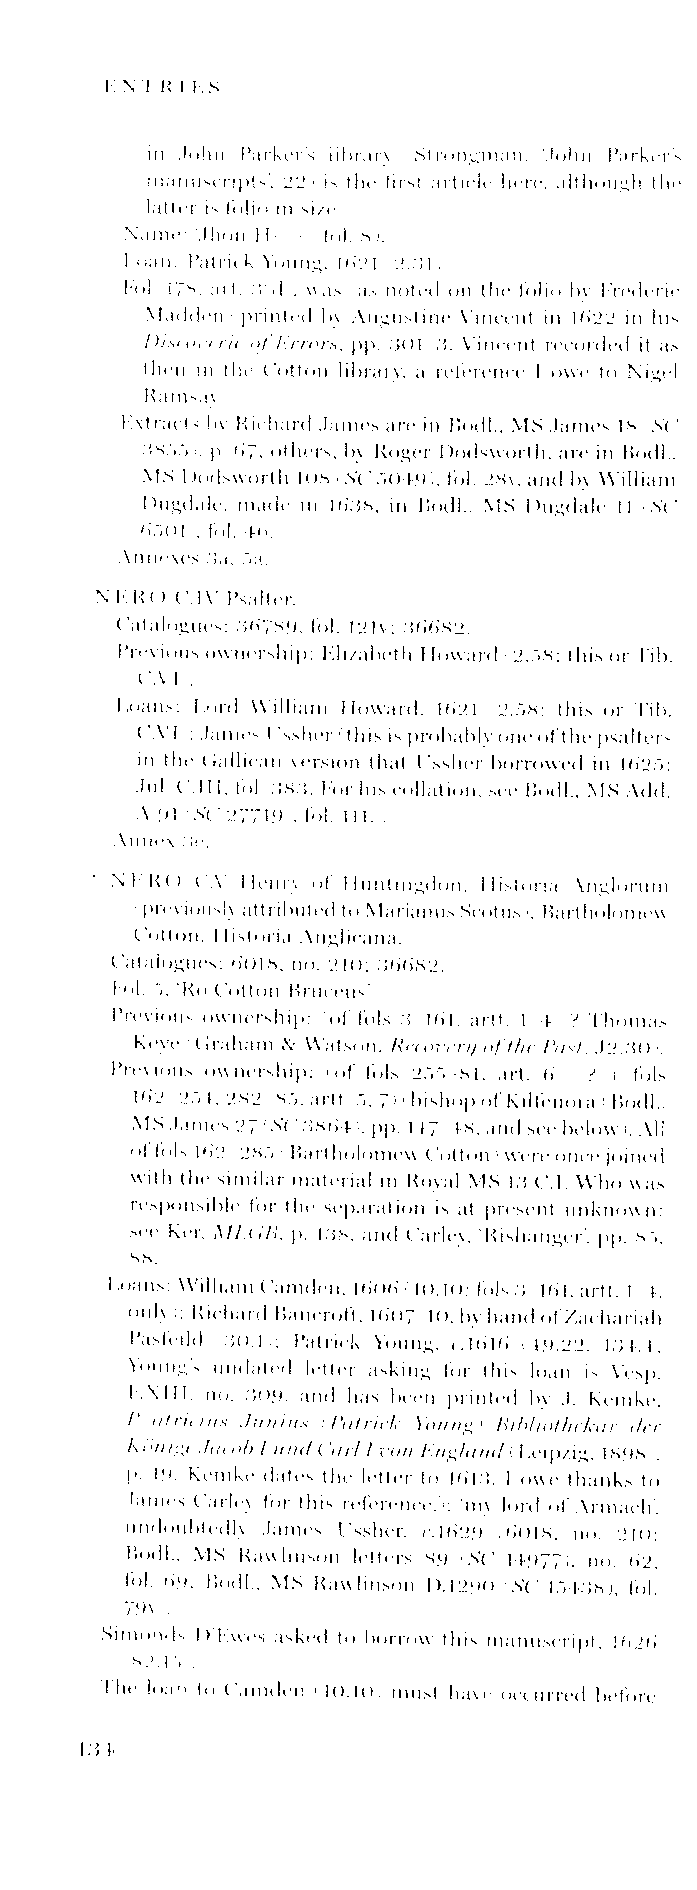 ENTRIES
in John Parker's library (Strongman, 'John Parker's
manuscripts', 22) is the first article here, although the
latter is folio in size.
Name: 'Jhon H
Loan: Patrick Young, 1621
Fol. 178, art. was (as noted on the folio by Frederic
Madden) printed by Augustine Vincent in 1622 in his
Discoverie of Errors, pp. 301–3. Vincent recorded it as
then in the Cotton library, a reference I owe to Nigel
Ramsay.
Extracts by Richard James are in Bodl., MS James 18 (SC
3855), p. 67, others, by Roger Dodsworth, are in Bodl.,
MS Dodsworth 108 (SC 5049), fol. 28v, and by William
Dugdale, made in 1638, in Bodl., MS Dugdale 11 (SC
6501), fol. 46.
Annexes 3a, 5a.
NERO C.IV Psalter.
Catalogues: 36789, fol. 121v; 36682.
Previous ownership: Elizabeth Howard (2.58: this or Tib.
C.VI).
Loans: Lord William Howard, 1621 (2.58: this or Tib.
C.VI); James Ussher (this is probably one of the psalters
in the Gallican version that Ussher borrowed in 1625:
Jul. C.III, fol. 383. For his collation, see Bodl., MS Add.
A.91 (SC 27719), fol. 111.).
Annex 3e.
NERO C.V Henry of Huntingdon, Historia Anglorum
(previously attributed to Marianus Scotus); Bartholomew
Cotton, Historia Anglicana.
Catalogues: 6018, no. 210; 36682.
Fol. 5, 'Ro Cotton Bruceus'.
Previous ownership: (of fols 3–161, artt. 1–4) ? Thomas
Keye (Graham & Watson, Recovery of the Past, J2.30).
Previous ownership: (of fols 255–81, art. 6 ( ? + fols
162–254, 282–85, artt. 5, 7)) bishop of Kilfenora (Bodl.,
MS James 27 (SC 3864), pp. 147–48, and see below). All
of fols 162–285 (Bartholomew Cotton) were once joined
with the similar material in Royal MS 13 C.I. Who was
responsible for the separation is at present unknown:
see Ker, MLGB, p. 138, and Carley, 'Rishanger', pp. 85,
88.
Loans: William Camden, 1606 (10.10: fols 3–161, artt. 1–4,
only); Richard Bancroft, 1607–10, by hand of Zachariah
Pasfeild (30.1); Patrick Young, c.1616 (49.22, 134.1,
Young's undated letter asking for this loan is Vesp.
F.XIII, no. 309, and has been printed by J. Kemke,
Patricius Junius (Patrick Young) Bibliothekar der
Könige Jacob I und Carl I von England (Leipzig, 1898),
p. 19. Kemke dates the letter to 1613. I owe thanks to
James Carley for this reference.); 'my lord of Armach',
undoubtedly James Ussher, c.1629 (6018, no. 210;
Bodl., MS Rawlinson letters 89 (SC 14977), no. 62,
fol. 69, Bodl., MS Rawlinson D.1290 (SC 15438), fol.
79v).
Simonds D'Ewes asked to borrow this manuscript, 1626
(82.15).
The loan to Camden (10.10) must have occurred before
134